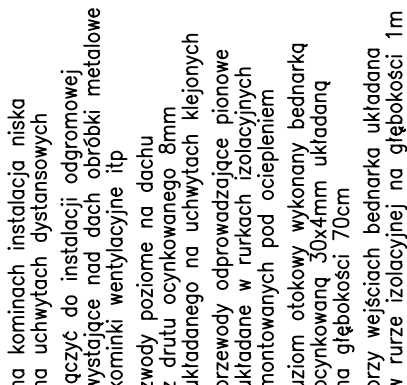 na kominach instalacja niska
na uchwytach dystansowych
łączyć do instalacji odgromowej
wystające nad dach obróbki metalowe
kominki wentylacyjne itp
zwody poziome na dachu
z drutu ocynkowanego 8mm
układanego na uchwytach klejonych
przewody odprowadzające pionowe
układane w rurkach izolacyjnych
montowanych pod ociepleniem
uziom otokowy wykonany bednarką
ocynkowaną 30x4mm układaną
na głębokości 70cm
przy wejściach bednarka układana
w rurze izolacyjnej na głębokości 1m